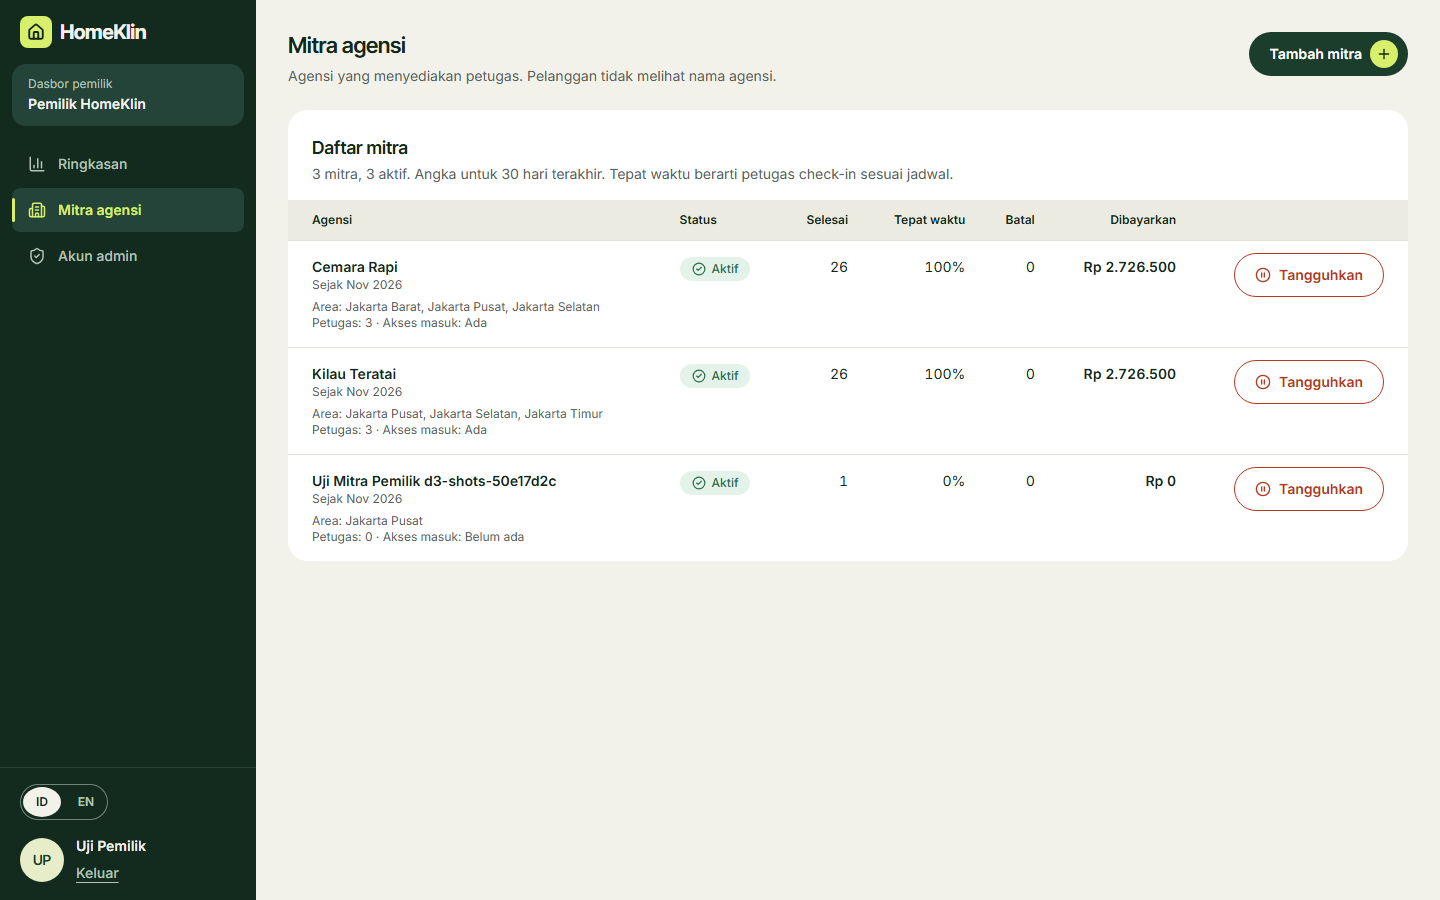 HomeKlin
Dasbor pemilik
Pemilik HomeKlin
Ringkasan
Mitra agensi
Akun admin
ID EN
UP
Uji Pemilik
Keluar
Mitra agensi
Agensi yang menyediakan petugas. Pelanggan tidak melihat nama agensi.
Tambah mitra
Daftar mitra
3 mitra, 3 aktif. Angka untuk 30 hari terakhir. Tepat waktu berarti petugas check-in sesuai jadwal.
Agensi Status Selesai Tepat waktu Batal Dibayarkan
Cemara Rapi Aktif 26 100% 0 Rp 2.726.500 Tangguhkan
Sejak Nov 2026
Area: Jakarta Barat, Jakarta Pusat, Jakarta Selatan
Petugas: 3 · Akses masuk: Ada
Kilau Teratai Aktif 26 100% 0 Rp 2.726.500 Tangguhkan
Sejak Nov 2026
Area: Jakarta Pusat, Jakarta Selatan, Jakarta Timur
Petugas: 3 · Akses masuk: Ada
Uji Mitra Pemilik d3-shots-50e17d2c Aktif 1 0% 0 Rp 0 Tangguhkan
Sejak Nov 2026
Area: Jakarta Pusat
Petugas: 0 · Akses masuk: Belum ada